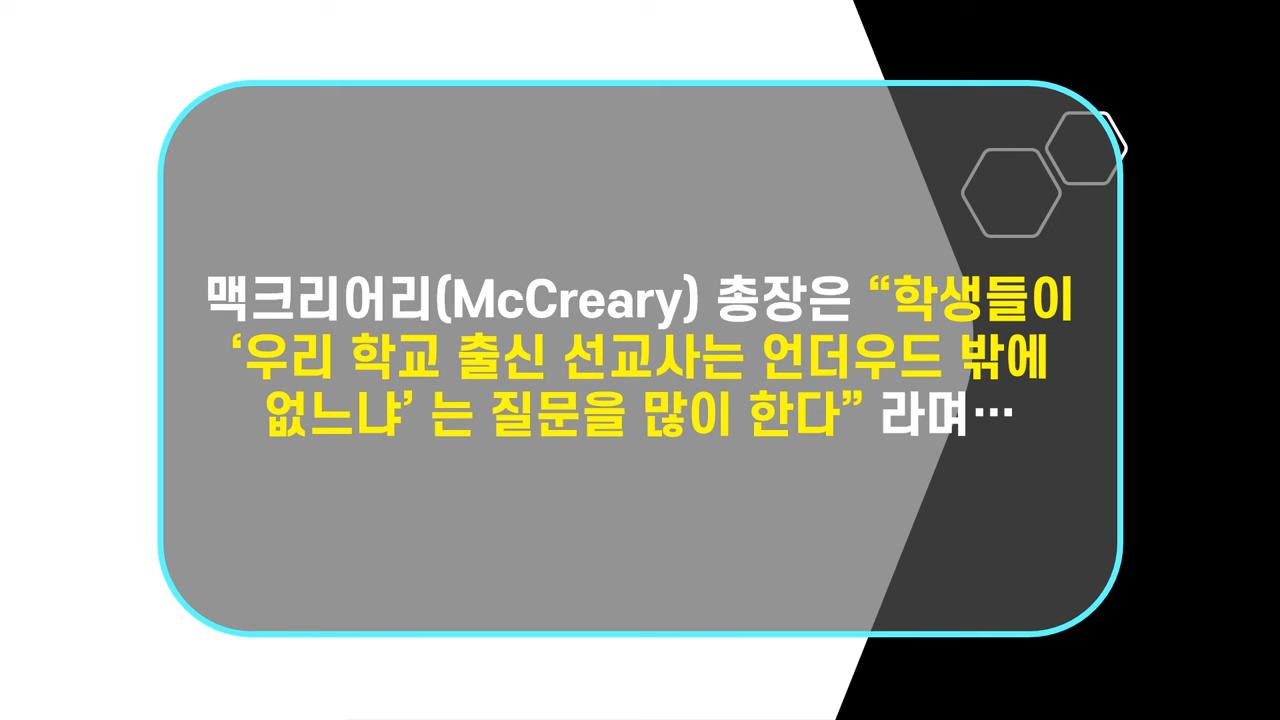 맥크리어리(McCreary) 총장은 “학생들이
‘우리 학교 출신 선교사는 언더우드 밖에
없느냐’ 는 질문을 많이 한다” 라며…